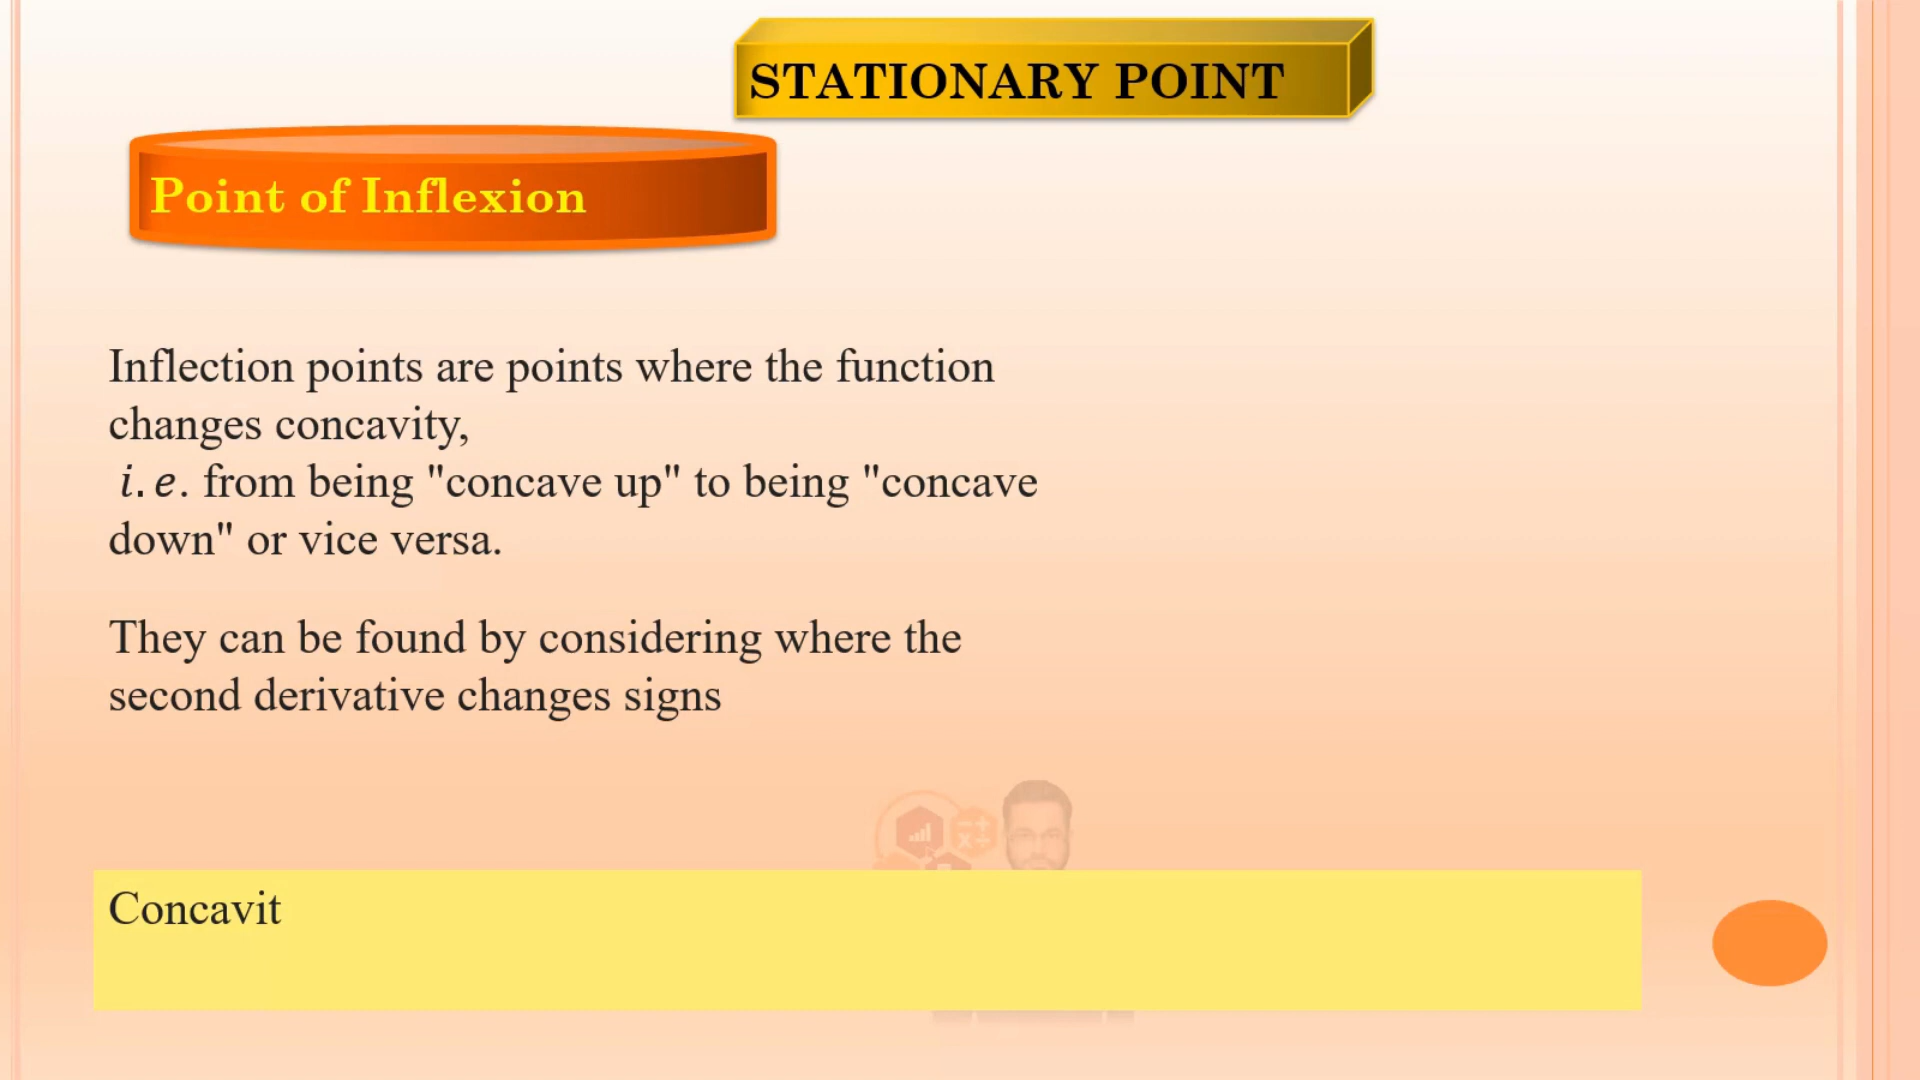 STATIONARY POINT
Point of Inflexion
Inflection points are points where the function
changes concavity,
i.e. from being "concave up" to being "concave
down" or vice versa.
They can be found by considering where the
second derivative changes signs
Concavit